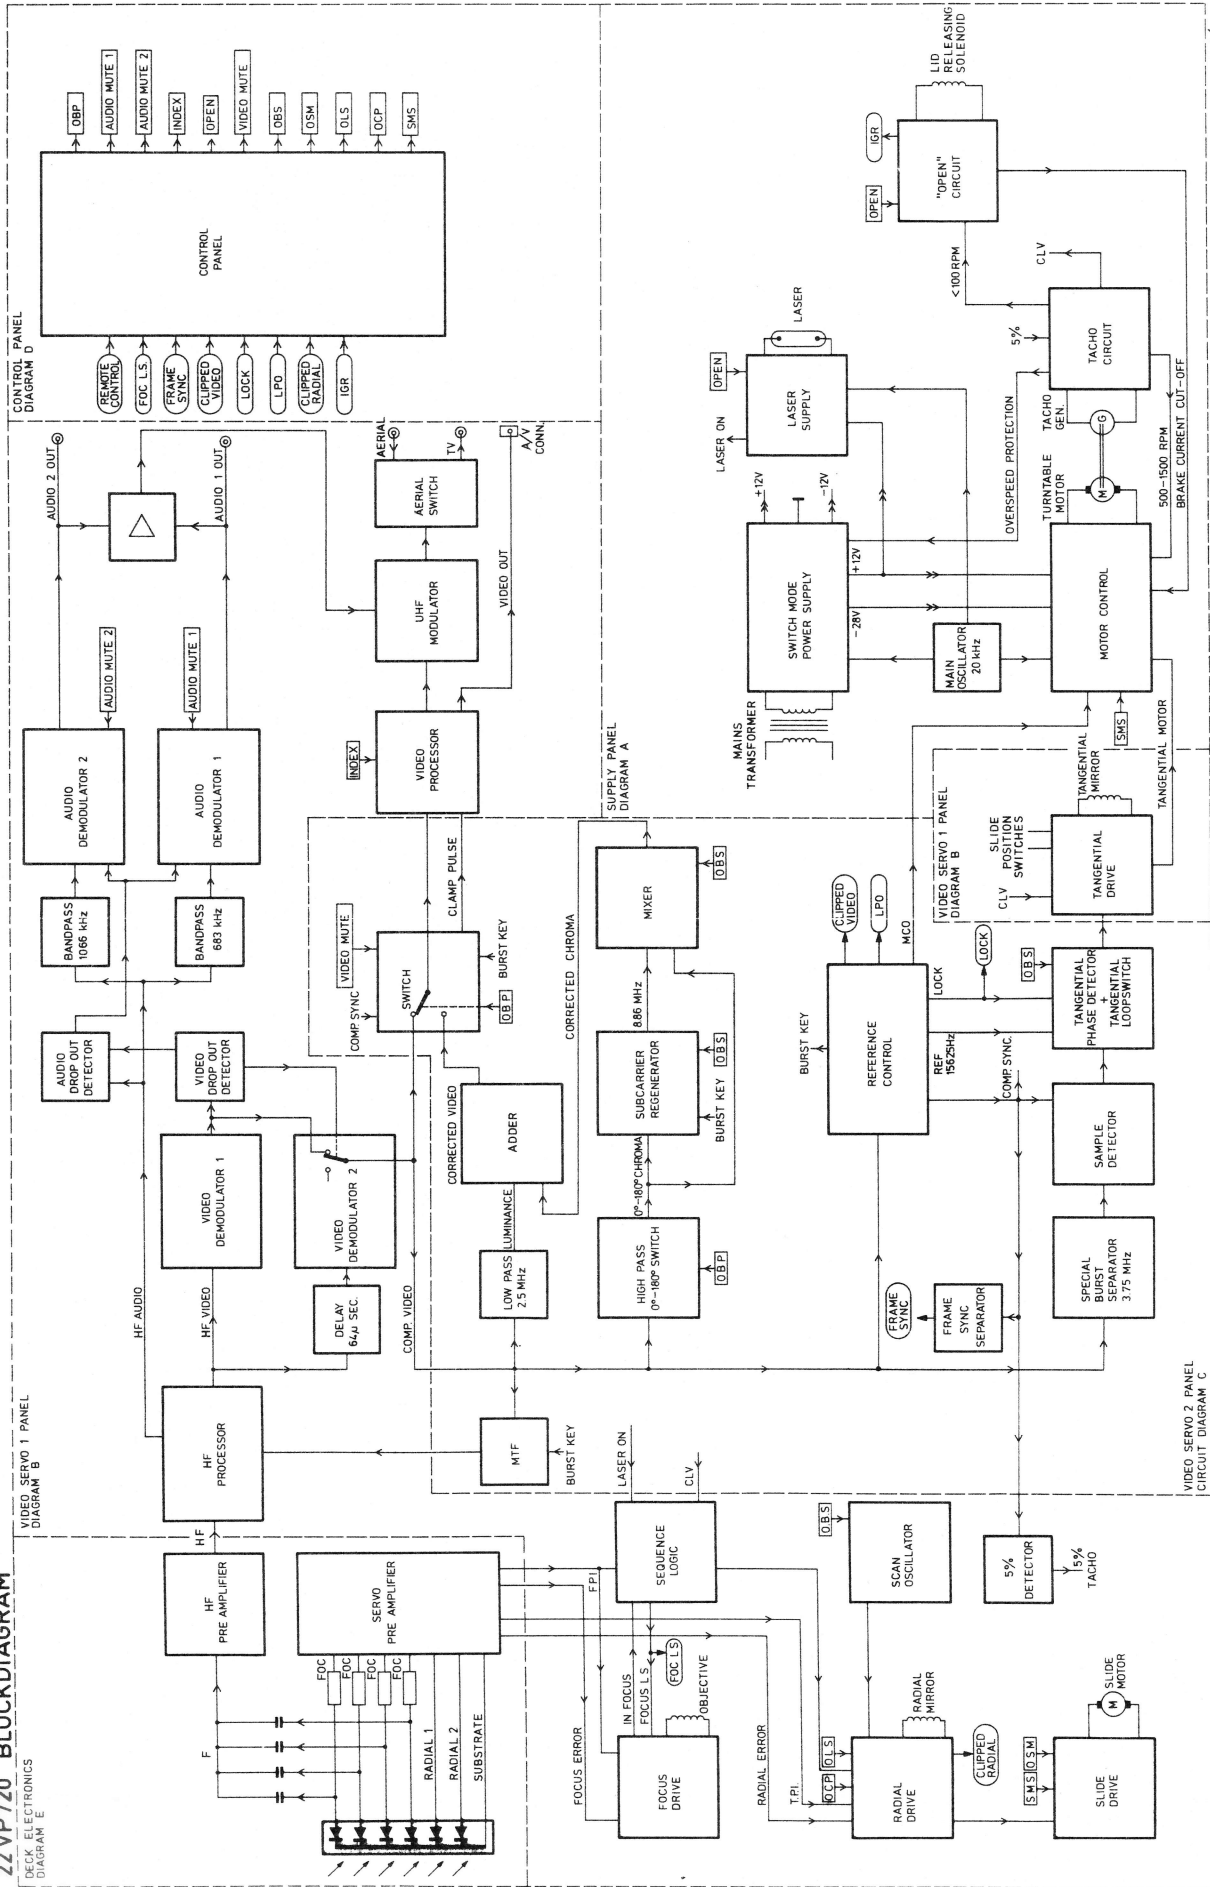 22 VP720 BLOCKDIAGRAM
DECK ELECTRONICS
DIAGRAM E
F
FOC
FOC
FOC
FOC
RADIAL 1
RADIAL 2
SUBSTRATE
HF
PRE AMPLIFIER
SERVO
PRE AMPLIFIER
HF
VIDEO SERVO 1 PANEL
DIAGRAM B
HF
PROCESSOR
HF AUDIO
HF VIDEO
DELAY
64µ SEC.
COMP. VIDEO
VIDEO
DEMODULATOR 1
VIDEO
DEMODULATOR 2
AUDIO
DROP OUT
DETECTOR
VIDEO
DROP OUT
DETECTOR
BANDPASS
1066 kHz
BANDPASS
683 kHz
AUDIO
DEMODULATOR 2
AUDIO
DEMODULATOR 1
AUDIO MUTE 2
AUDIO MUTE 1
AUDIO 2 OUT
AUDIO 1 OUT
INDEX
VIDEO
PROCESSOR
UHF
MODULATOR
AERIAL
SWITCH
AERIAL
TV
VIDEO OUT
A/V
CONN.
CONTROL PANEL
DIAGRAM D
REMOTE
CONTROL
FOC L.S.
FRAME
SYNC
CLIPPED
VIDEO
LOCK
LPO
CLIPPED
RADIAL
IGR
CONTROL
PANEL
OBP
AUDIO MUTE 1
AUDIO MUTE 2
INDEX
OPEN
VIDEO MUTE
OBS
OSM
OLS
OCP
SMS
MTF
BURST KEY
LOW PASS
2.5 MHz
LUMINANCE
CORRECTED VIDEO
ADDER
COMP.SYNC
VIDEO MUTE
SWITCH
OBP
BURST KEY
CLAMP PULSE
CORRECTED CHROMA
HIGH PASS
0°-180° SWITCH
OBP
0°-180° CHROMA
SUBCARRIER
REGENERATOR
BURST KEY
OBS
8.86 MHz
MIXER
OBS
SUPPLY PANEL
DIAGRAM A
FOCUS ERROR
FPI
IN FOCUS
FOCUS L S
FOC LS
FOCUS
DRIVE
OBJECTIVE
SEQUENCE
LOGIC
LASER ON
CLV
RADIAL ERROR
T.P.I.
OCP
OLS
RADIAL
DRIVE
RADIAL
MIRROR
CLIPPED
RADIAL
SCAN
OSCILLATOR
OBS
SMS
OSM
SLIDE
DRIVE
SLIDE
MOTOR
M
5%
DETECTOR
5%
TACHO
FRAME
SYNC
FRAME
SYNC
SEPARATOR
SPECIAL
BURST
SEPARATOR
3.75 MHz
SAMPLE
DETECTOR
COMP.SYNC.
REF
15625Hz
LOCK
LOCK
BURST KEY
REFERENCE
CONTROL
CLIPPED
VIDEO
LPO
MCO
OBS
TANGENTIAL
PHASE DETECTOR
+
TANGENTIAL
LOOPSWITCH
VIDEO SERVO 2 PANEL
CIRCUIT DIAGRAM C
VIDEO SERVO 1 PANEL
DIAGRAM B
CLV
SLIDE
POSITION
SWITCHES
TANGENTIAL
DRIVE
TANGENTIAL
MIRROR
TANGENTIAL MOTOR
MAINS
TRANSFORMER
SWITCH MODE
POWER SUPPLY
+12V
-12V
-28V
+12V
MAIN
OSCILLATOR
20 kHz
LASER ON
OPEN
LASER
SUPPLY
LASER
OVERSPEED PROTECTION
SMS
MOTOR CONTROL
TURNTABLE
MOTOR
M
G
TACHO
GEN.
500-1500 RPM
BRAKE CURRENT CUT-OFF
5%
TACHO
CIRCUIT
CLV
<100RPM
OPEN
IGR
"OPEN"
CIRCUIT
LID
RELEASING
SOLENOID